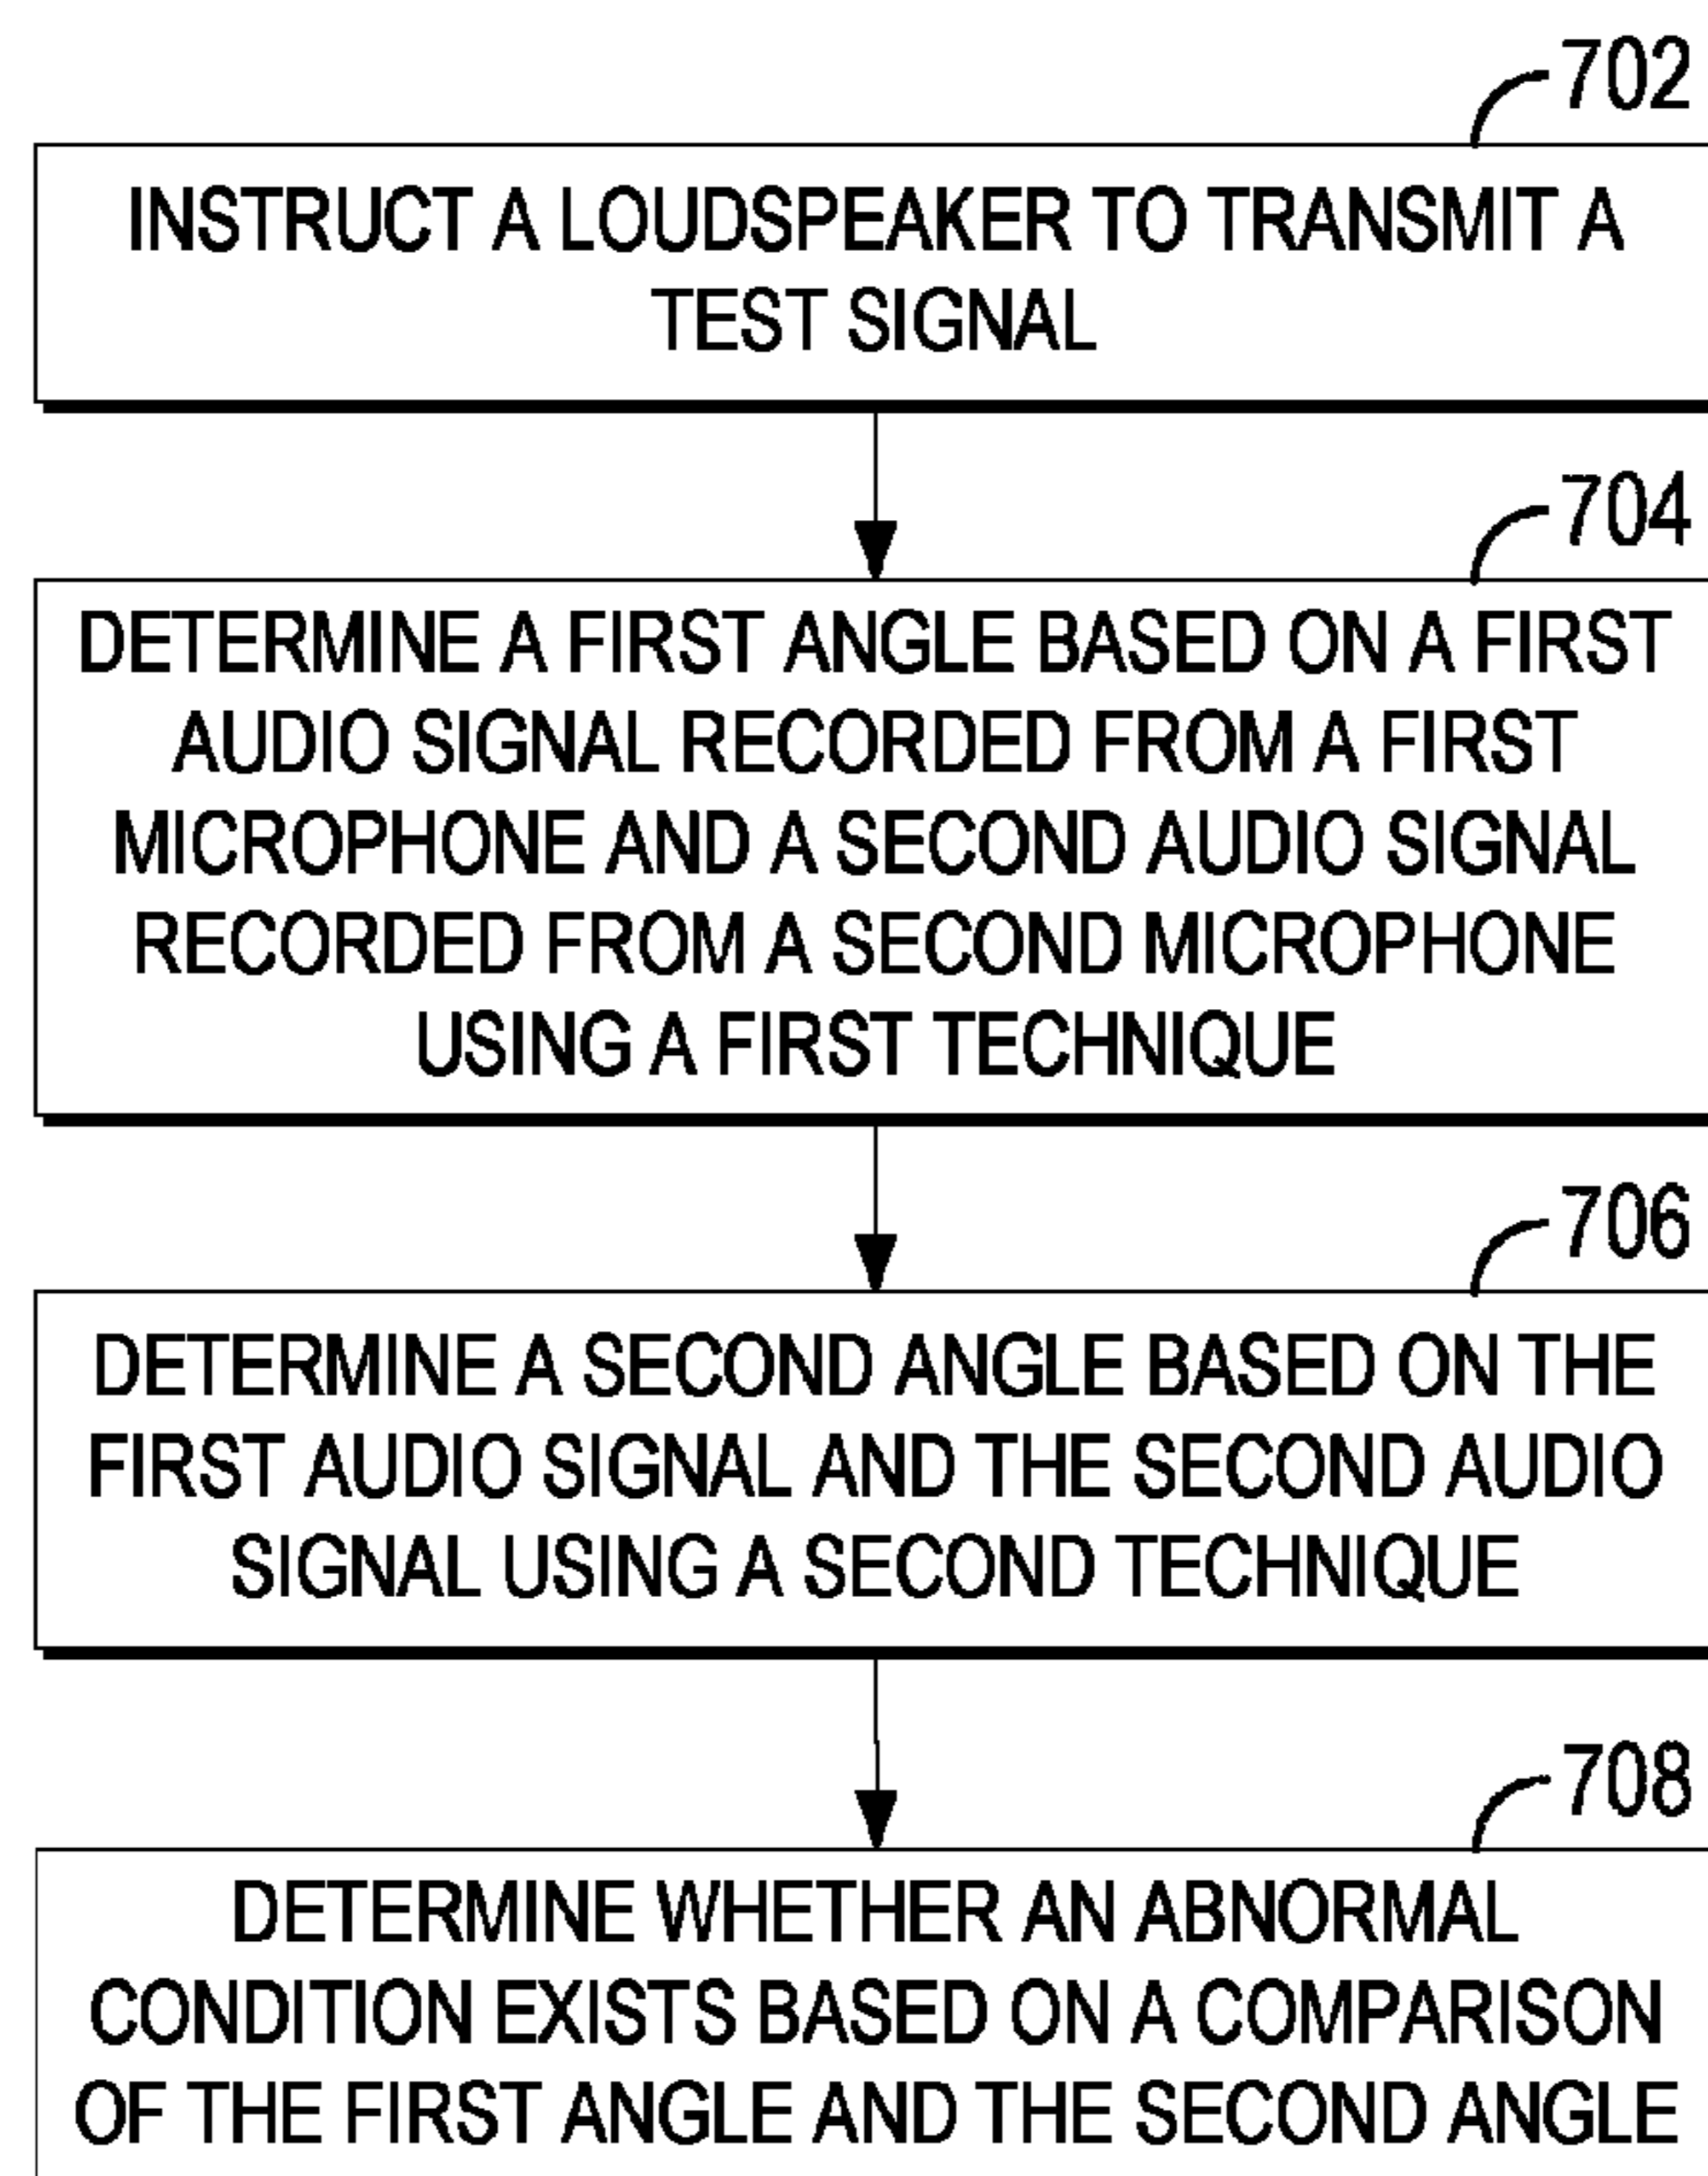 702
INSTRUCT A LOUDSPEAKER TO TRANSMIT A
TEST SIGNAL
704
DETERMINE A FIRST ANGLE BASED ON A FIRST
AUDIO SIGNAL RECORDED FROM A FIRST
MICROPHONE AND A SECOND AUDIO SIGNAL
RECORDED FROM A SECOND MICROPHONE
USING A FIRST TECHNIQUE
706
DETERMINE A SECOND ANGLE BASED ON THE
FIRST AUDIO SIGNAL AND THE SECOND AUDIO
SIGNAL USING A SECOND TECHNIQUE
708
DETERMINE WHETHER AN ABNORMAL
CONDITION EXISTS BASED ON A COMPARISON
OF THE FIRST ANGLE AND THE SECOND ANGLE